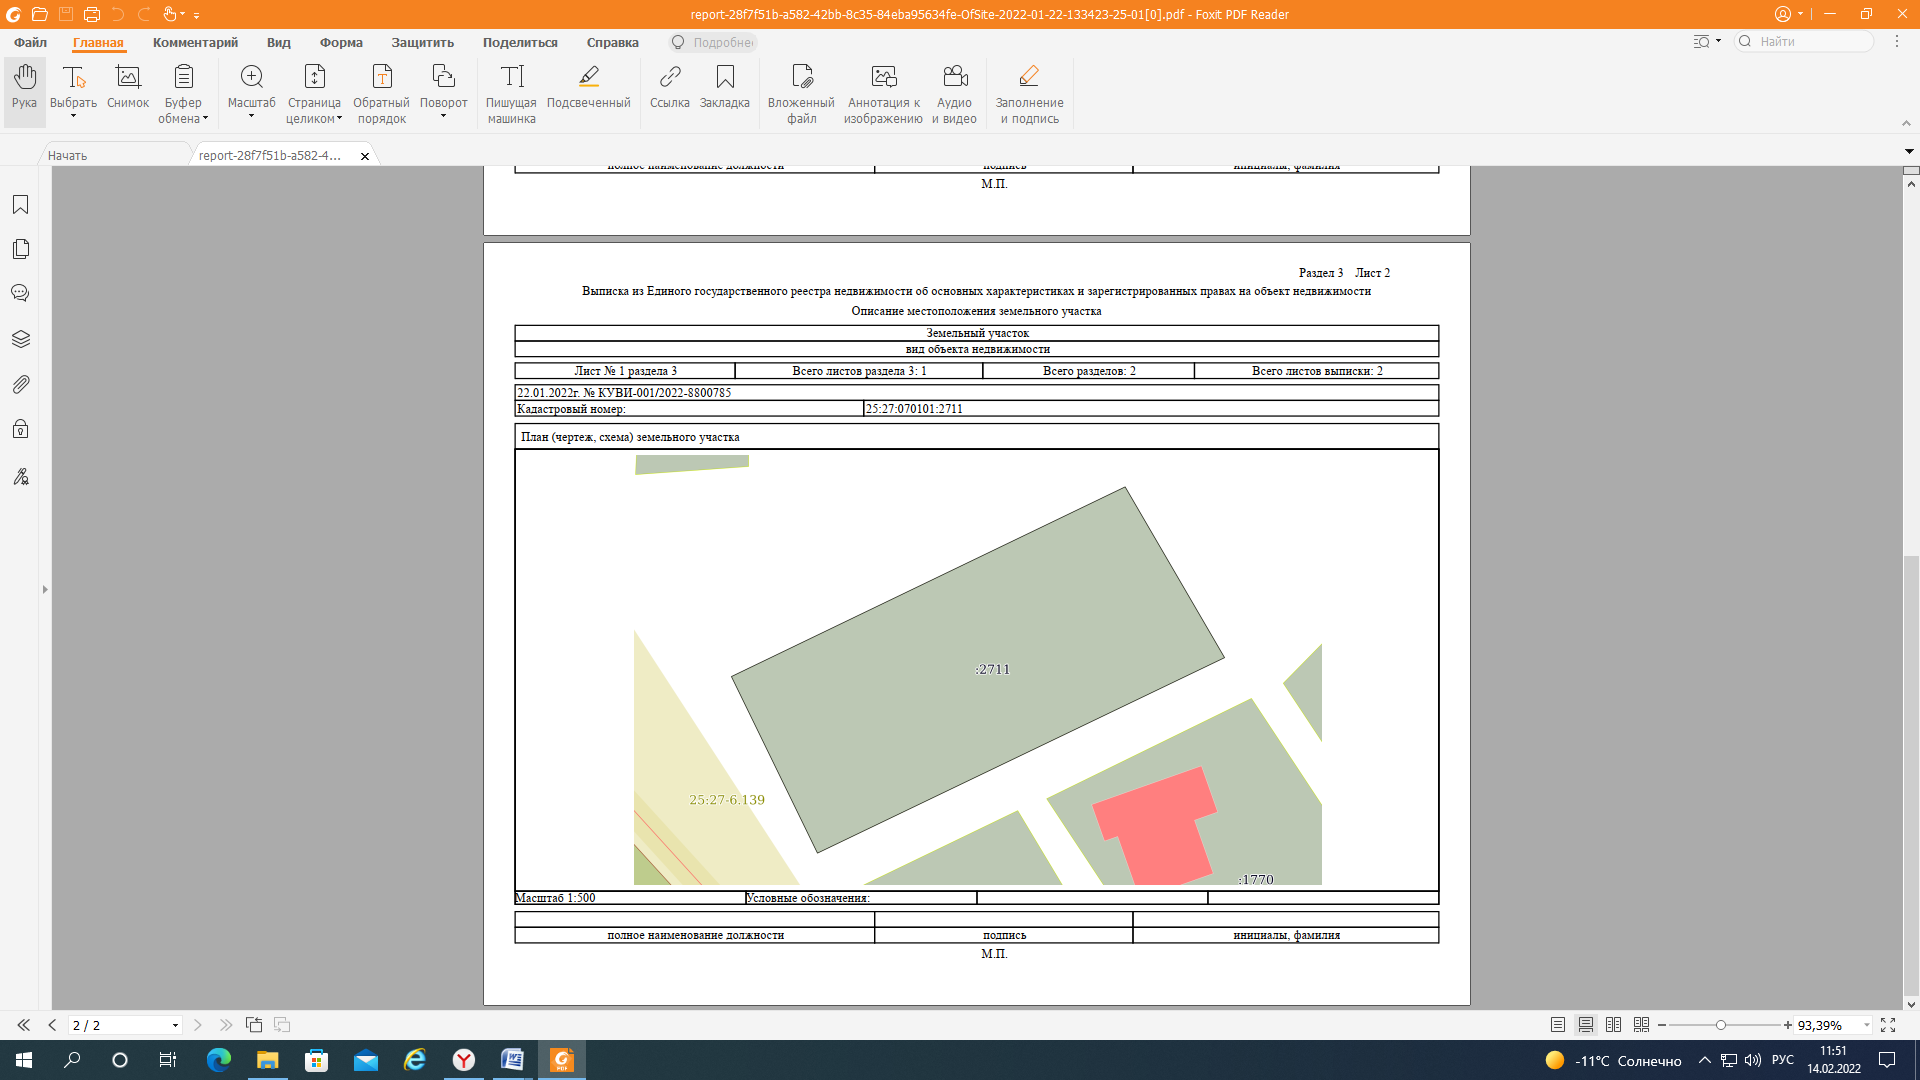 report-28f7f51b-a582-42bb-8c35-84eba95634fe-OfSite-2022-01-22-133423-25-01[0].pdf - Foxit PDF Reader
Файл Главная Комментарий Вид Форма Защитить Поделиться Справка Подробнее Найти
Рука Выбрать Снимок Буфер обмена Масштаб Страница целиком Обратный порядок Поворот Пишущая машинка Подсвеченный Ссылка Закладка Вложенный файл Аннотация к изображению Аудио и видео Заполнение и подпись
Начать report-28f7f51b-a582-4...
полное наименование должности подпись инициалы, фамилия
М.П.
Раздел 3 Лист 2
Выписка из Единого государственного реестра недвижимости об основных характеристиках и зарегистрированных правах на объект недвижимости
Описание местоположения земельного участка
Земельный участок
вид объекта недвижимости
Лист № 1 раздела 3 Всего листов раздела 3: 1 Всего разделов: 2 Всего листов выписки: 2
22.01.2022г. № КУВИ-001/2022-8800785
Кадастровый номер: 25:27:070101:2711
План (чертеж, схема) земельного участка
:2711
25:27-6.139
:1770
Масштаб 1:500 Условные обозначения:
полное наименование должности подпись инициалы, фамилия
М.П.
2 / 2 93,39%
-11°C Солнечно РУС 11:51
14.02.2022